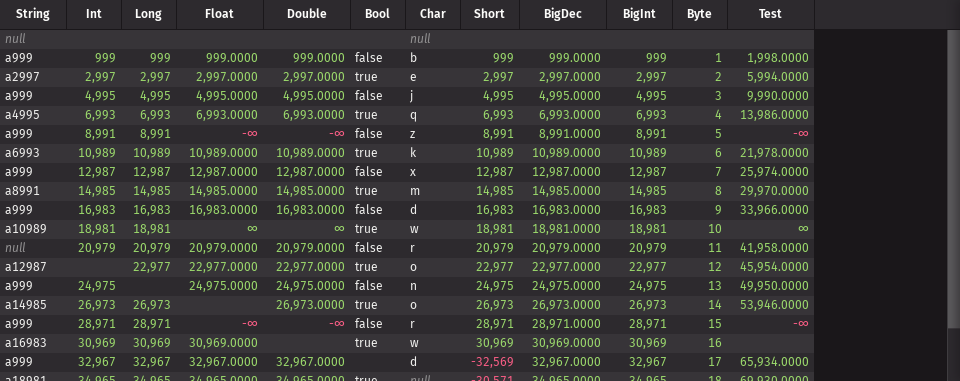 String Int Long Float Double Bool Char Short BigDec BigInt Byte Test
null null
a999 999 999 999.0000 999.0000 false b 999 999.0000 999 1 1,998.0000
a2997 2,997 2,997 2,997.0000 2,997.0000 true e 2,997 2,997.0000 2,997 2 5,994.0000
a999 4,995 4,995 4,995.0000 4,995.0000 false j 4,995 4,995.0000 4,995 3 9,990.0000
a4995 6,993 6,993 6,993.0000 6,993.0000 true q 6,993 6,993.0000 6,993 4 13,986.0000
a999 8,991 8,991 -∞ -∞ false z 8,991 8,991.0000 8,991 5 -∞
a6993 10,989 10,989 10,989.0000 10,989.0000 true k 10,989 10,989.0000 10,989 6 21,978.0000
a999 12,987 12,987 12,987.0000 12,987.0000 false x 12,987 12,987.0000 12,987 7 25,974.0000
a8991 14,985 14,985 14,985.0000 14,985.0000 true m 14,985 14,985.0000 14,985 8 29,970.0000
a999 16,983 16,983 16,983.0000 16,983.0000 false d 16,983 16,983.0000 16,983 9 33,966.0000
a10989 18,981 18,981 ∞ ∞ true w 18,981 18,981.0000 18,981 10 ∞
null 20,979 20,979 20,979.0000 20,979.0000 false r 20,979 20,979.0000 20,979 11 41,958.0000
a12987 22,977 22,977.0000 22,977.0000 true o 22,977 22,977.0000 22,977 12 45,954.0000
a999 24,975 24,975.0000 24,975.0000 false n 24,975 24,975.0000 24,975 13 49,950.0000
a14985 26,973 26,973 26,973.0000 true o 26,973 26,973.0000 26,973 14 53,946.0000
a999 28,971 28,971 -∞ -∞ false r 28,971 28,971.0000 28,971 15 -∞
a16983 30,969 30,969 30,969.0000 true w 30,969 30,969.0000 30,969 16
a999 32,967 32,967 32,967.0000 32,967.0000 d -32,569 32,967.0000 32,967 17 65,934.0000
a18981 34,965 34,965 34,965.0000 34,965.0000 true null -30,571 34,965.0000 34,965 18 69,930.0000